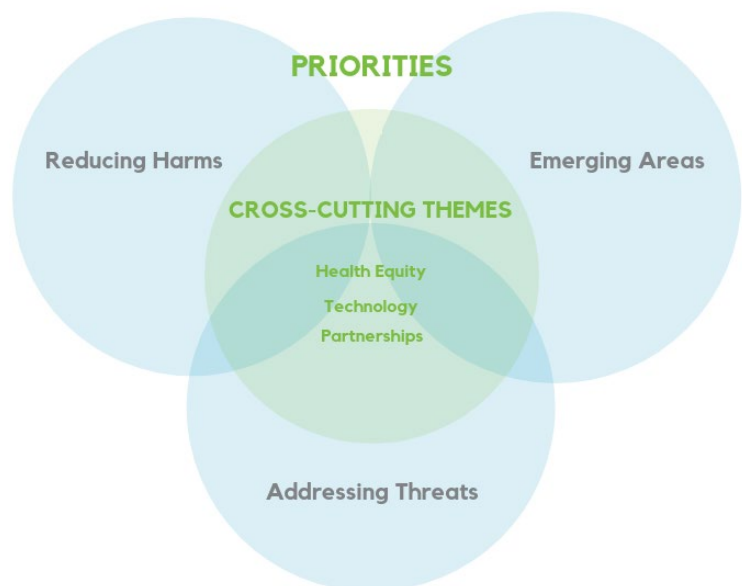 PRIORITIES
Reducing Harms
Emerging Areas
CROSS-CUTTING THEMES
Health Equity
Technology
Partnerships
Addressing Threats